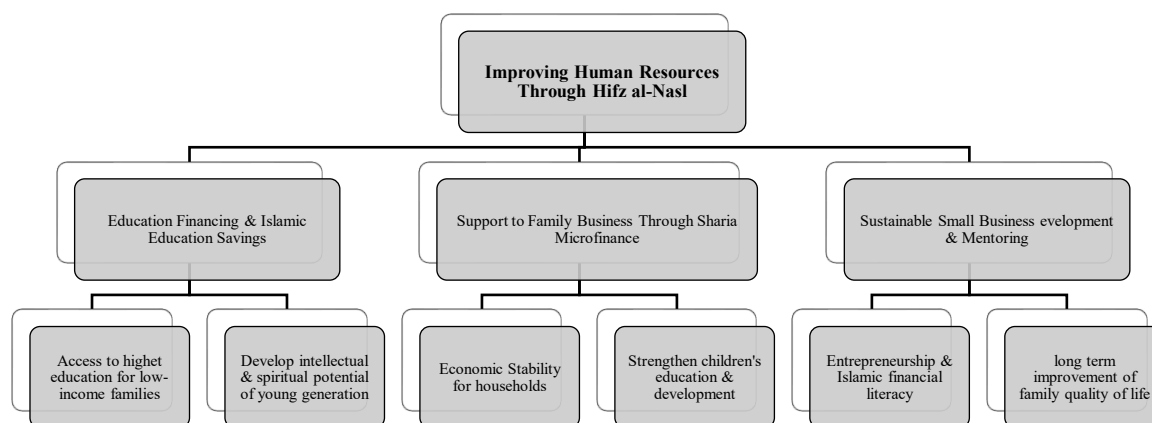 Improving Human Resources
Through Hifz al-Nasl
Education Financing & Islamic
Education Savings
Support to Family Business Through Sharia
Microfinance
Sustainable Small Business evelopment
& Mentoring
Access to highet
education for low-
income families
Develop intellectual
& spiritual potential
of young generation
Economic Stability
for households
Strengthen children's
education &
development
Entrepreneurship &
Islamic financial
literacy
long term
improvement of
family quality of life